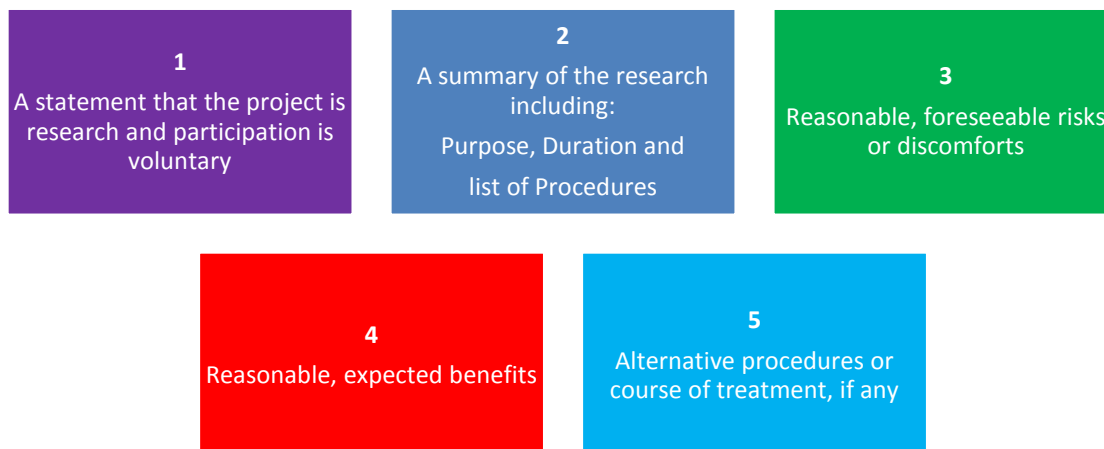 1
A statement that the project is
research and participation is
voluntary
2
A summary of the research
including:
Purpose, Duration and
list of Procedures
3
Reasonable, foreseeable risks
or discomforts
4
Reasonable, expected benefits
5
Alternative procedures or
course of treatment, if any